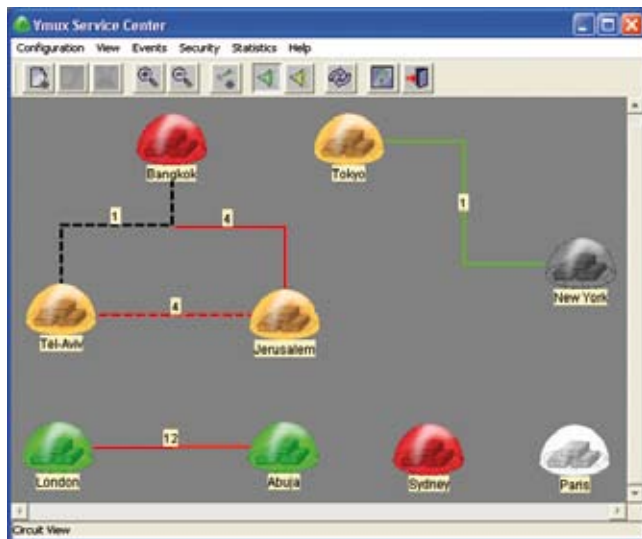 Vmux Service Center
Configuration View Events Security Statistics Help
Bangkok
Tokyo
1
4
1
New York
4
Tel-Aviv
Jerusalem
12
London
Abuja
Sydney
Paris
Circuit View